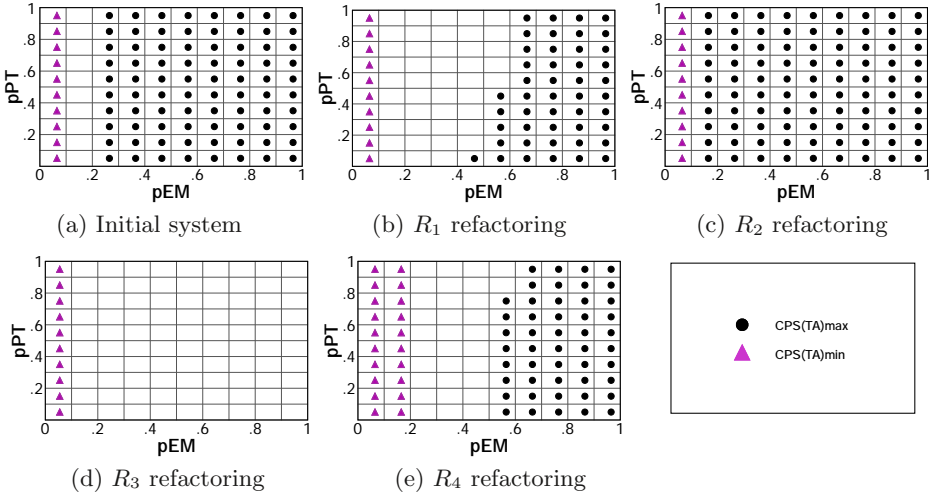 1
.8
.6
.4
.2
pPT
0 .2 .4 .6 .8 1
pEM
(a) Initial system
1
.8
.6
.4
.2
pPT
0 .2 .4 .6 .8 1
pEM
(b) R1 refactoring
1
.8
.6
.4
.2
pPT
0 .2 .4 .6 .8 1
pEM
(c) R2 refactoring
1
.8
.6
.4
.2
pPT
0 .2 .4 .6 .8 1
pEM
(d) R3 refactoring
1
.8
.6
.4
.2
pPT
0 .2 .4 .6 .8 1
pEM
(e) R4 refactoring
CPS(TA)max
CPS(TA)min